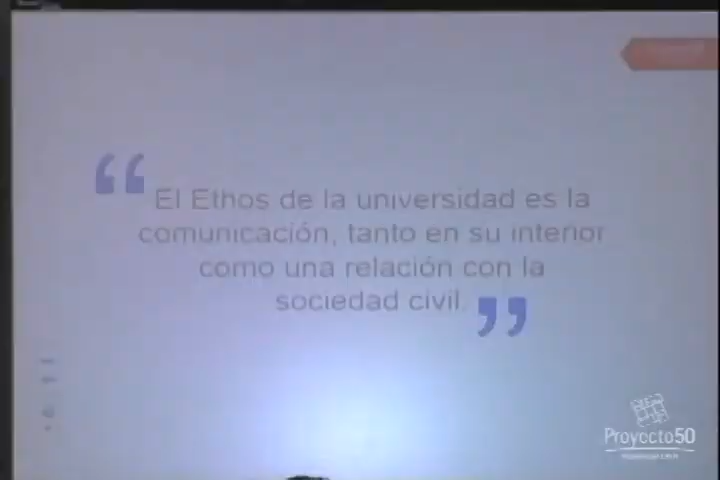 “ El Ethos de la universidad es la
comunicación, tanto en su interior
como una relación con la
sociedad civil. ”
Proyecto50